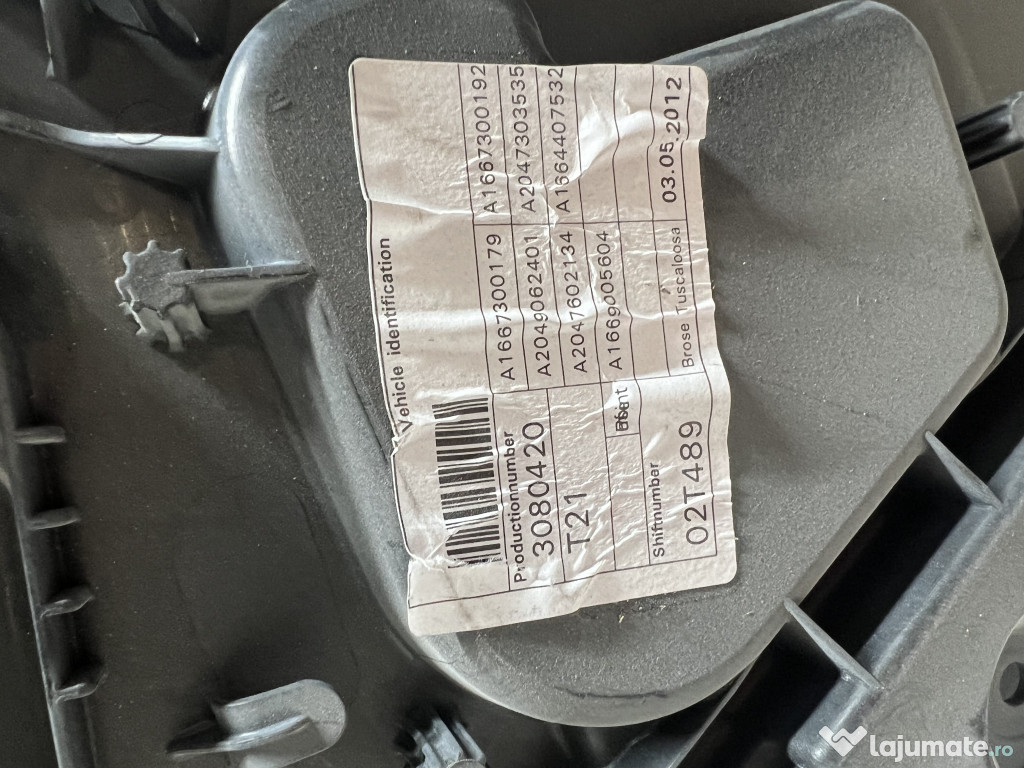 Vehicle identification
Productionnumber
3080420
T21
A1667300179 A1667300192
A2049062401 A2047303535
A2047602134 A1664407532
A1669005604
Print
Shiftnumber
02T489
Brose Tuscaloosa 03.05.2012
lajumate.ro